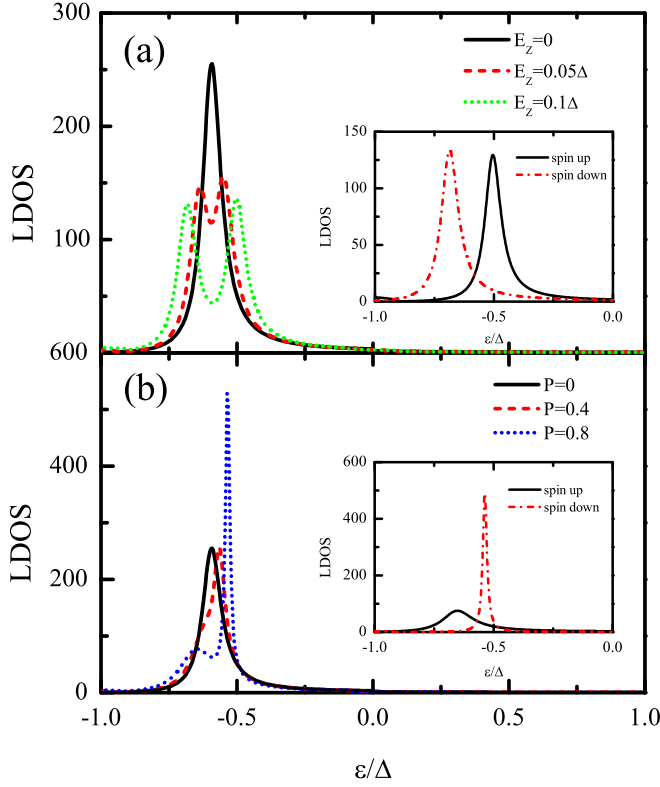 300
(a)
E_Z=0
E_Z=0.05Δ
E_Z=0.1Δ
200
LDOS
100
600
150
100
LDOS
50
0
spin up
spin down
-1.0 -0.5 0.0
ε/Δ
(b)
P=0
P=0.4
P=0.8
400
LDOS
200
0
600
400
LDOS
200
0
spin up
spin down
-1.0 -0.5 0.0
ε/Δ
-1.0 -0.5 0.0 0.5 1.0
ε/Δ